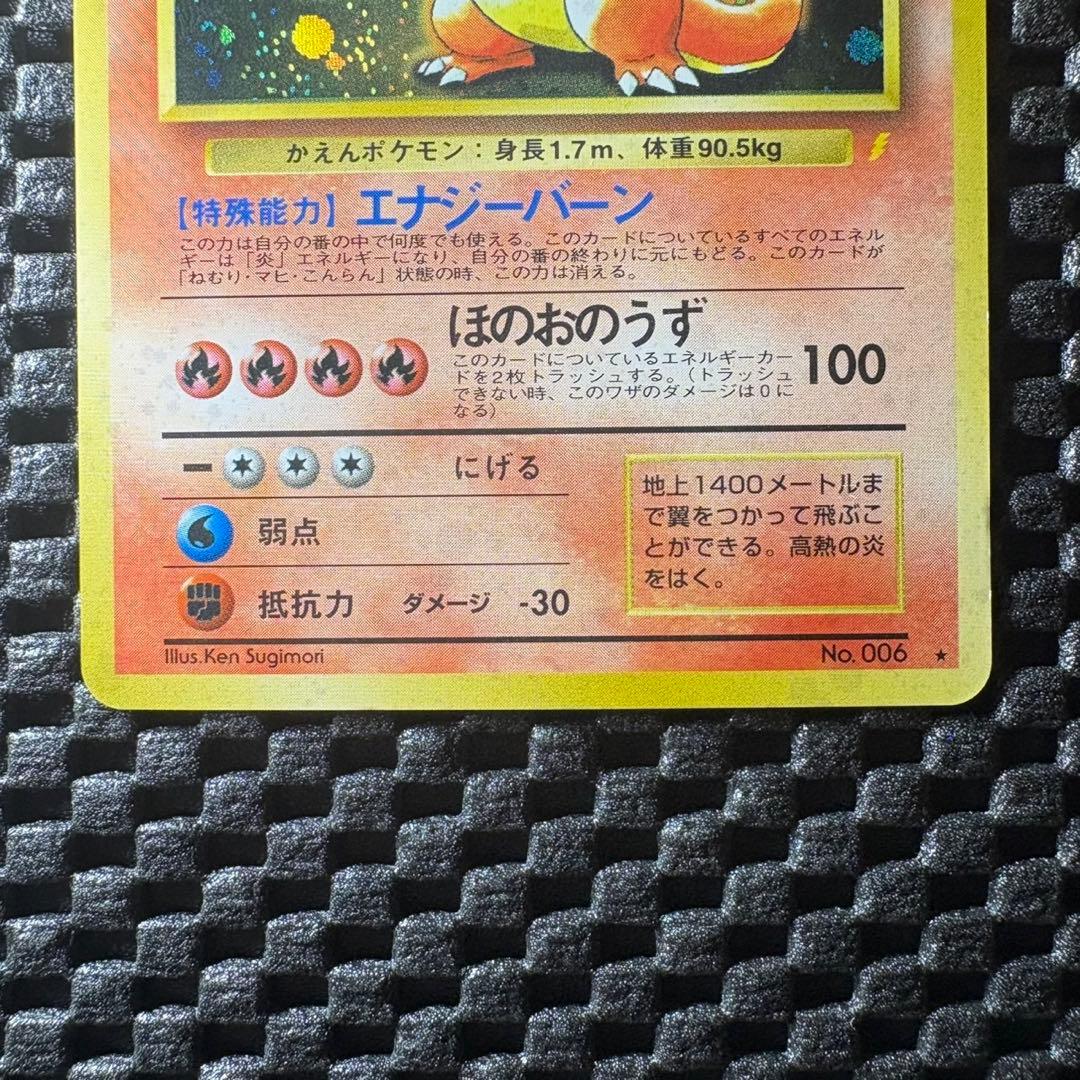 かえんポケモン：身長1.7m、体重90.5kg
【特殊能力】エナジーバーン
この力は自分の番の中で何度でも使える。このカードについているすべてのエネル
ギーは「炎」エネルギーになり、自分の番の終わりに元にもどる。このカードが
「ねむり・マヒ・こんらん」状態の時、この力は消える。
ほのおのうず
このカードについているエネルギーカー
ドを2枚トラッシュする。（トラッシュ
できない時、このワザのダメージは0に
なる）
100
にげる
弱点
抵抗力 ダメージ -30
地上1400メートルま
で翼をつかって飛ぶこ
とができる。高熱の炎
をはく。
Illus.Ken Sugimori
No. 006 ★